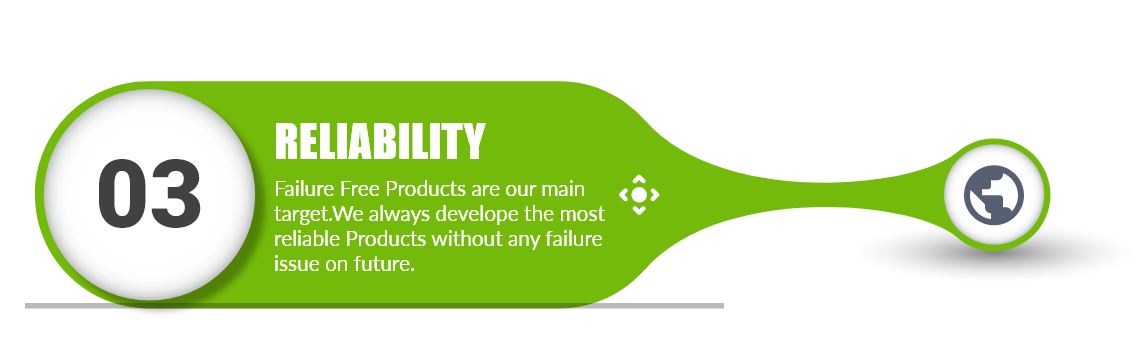 03
RELIABILITY
Failure Free Products are our main
target.We always develope the most
reliable Products without any failure
issue on future.